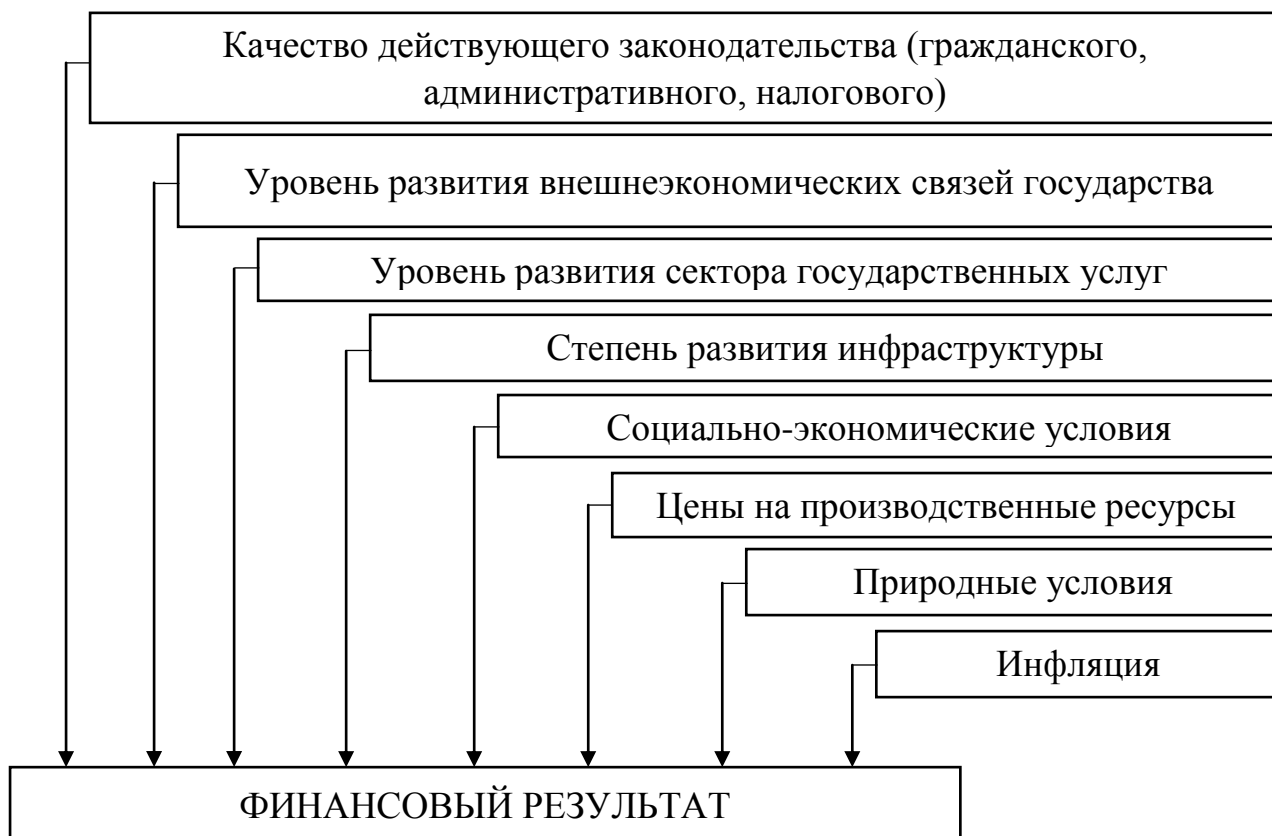 Качество действующего законодательства (гражданского,
административного, налогового)
Уровень развития внешнеэкономических связей государства
Уровень развития сектора государственных услуг
Степень развития инфраструктуры
Социально-экономические условия
Цены на производственные ресурсы
Природные условия
Инфляция
ФИНАНСОВЫЙ РЕЗУЛЬТАТ